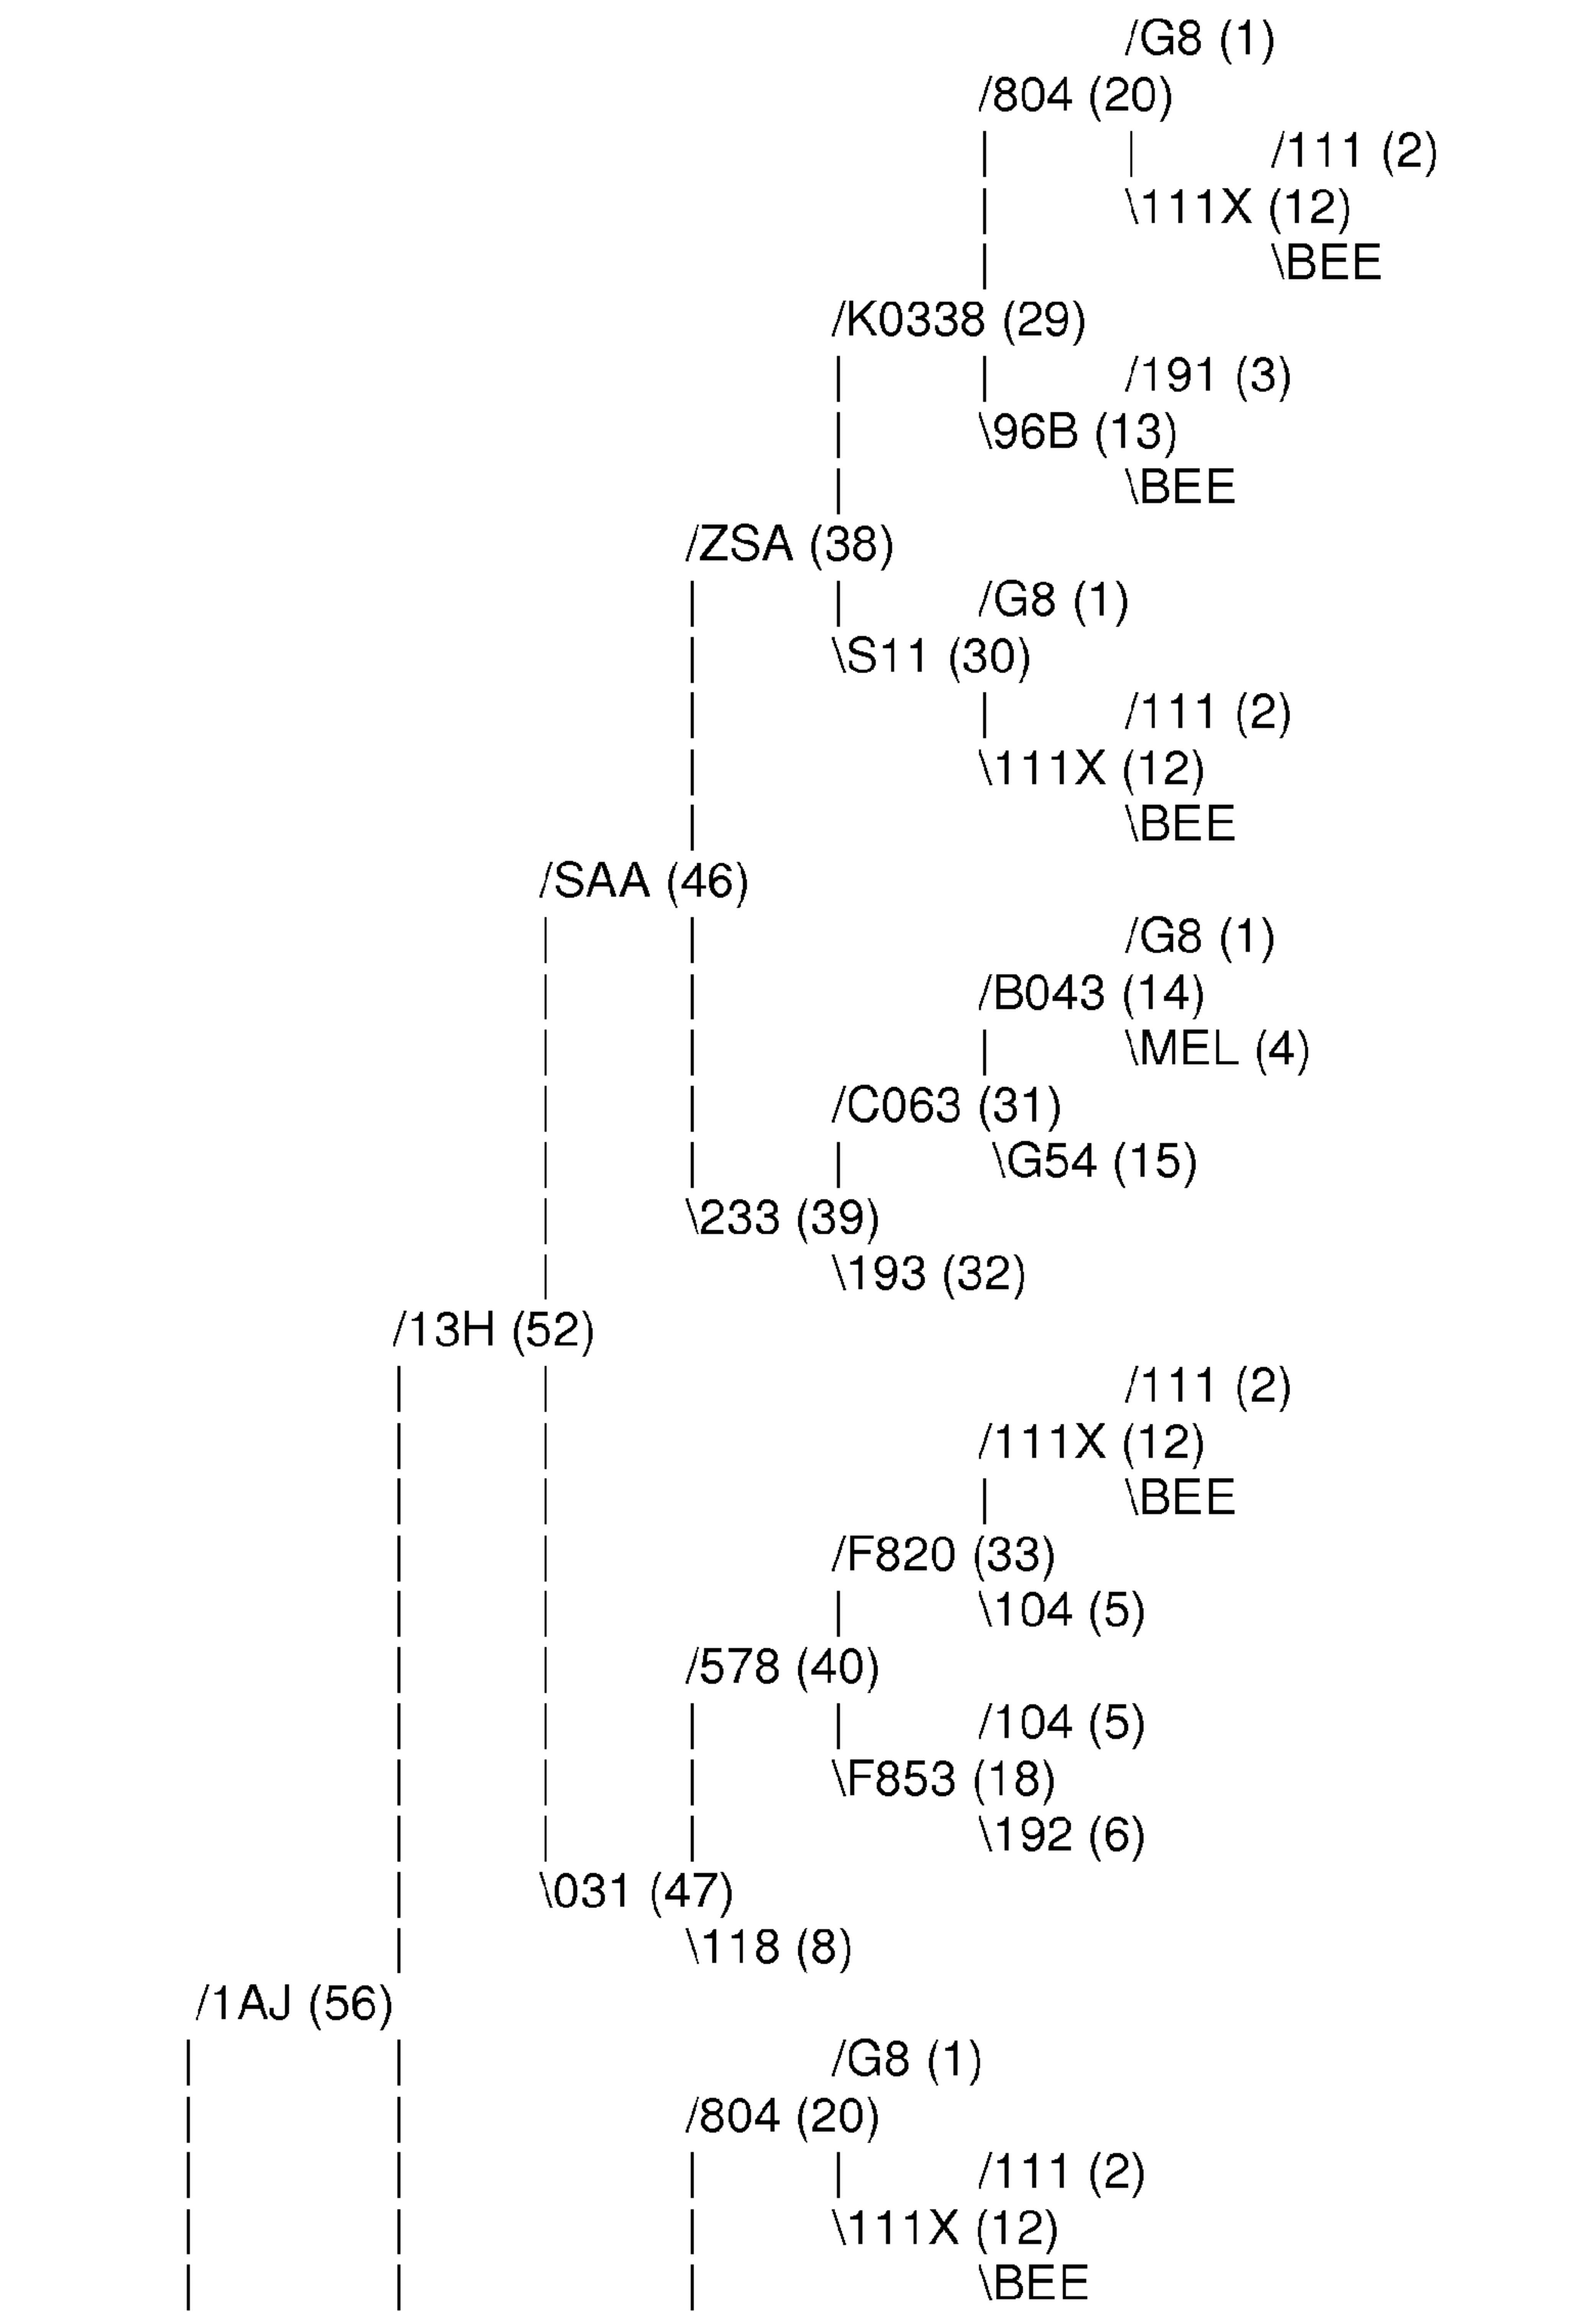 /G8 (1)
/804 (20)
| | /111 (2)
| \111X (12)
| \BEE
/K0338 (29)
| | /191 (3)
| \96B (13)
| \BEE
/ZSA (38)
| | /G8 (1)
| \S11 (30)
| | /111 (2)
| \111X (12)
| \BEE
/SAA (46)
| | /G8 (1)
| | /B043 (14)
| | | \MEL (4)
| | /C063 (31)
| | | \G54 (15)
| \233 (39)
| \193 (32)
/13H (52)
| | /111 (2)
| | /111X (12)
| | | \BEE
| | /F820 (33)
| | | \104 (5)
| | /578 (40)
| | | | /104 (5)
| | | \F853 (18)
| | | \192 (6)
| \031 (47)
| \118 (8)
/1AJ (56)
| | /G8 (1)
| | /804 (20)
| | | | /111 (2)
| | | \111X (12)
| | | \BEE